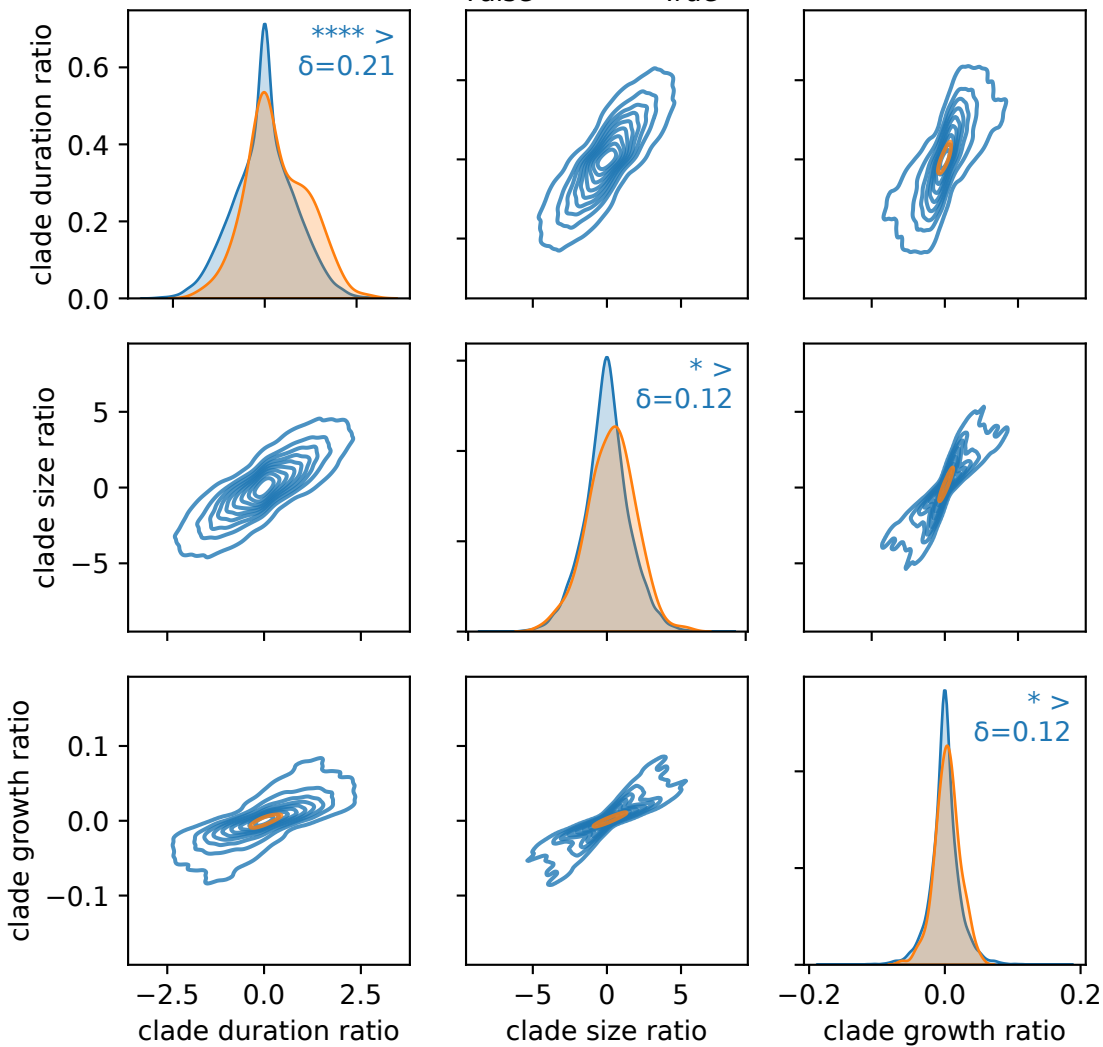 **** >
δ=0.21
clade duration ratio
0.6
0.4
0.2
0.0
* >
δ=0.12
clade size ratio
5
0
−5
* >
δ=0.12
clade growth ratio
0.1
0.0
−0.1
−2.5 0.0 2.5
−5 0 5
−0.2 0.0 0.2
clade duration ratio
clade size ratio
clade growth ratio